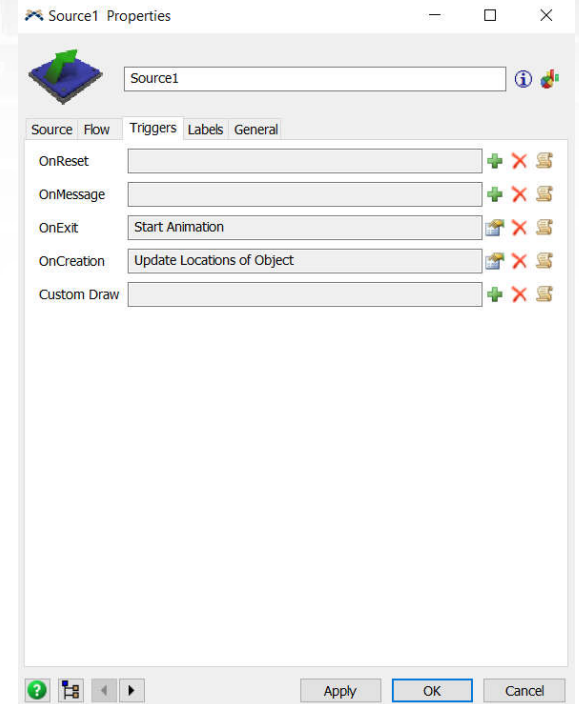 Source1 Properties
Source1
Source Flow Triggers Labels General
OnReset
OnMessage
OnExit Start Animation
OnCreation Update Locations of Object
Custom Draw
Apply OK Cancel